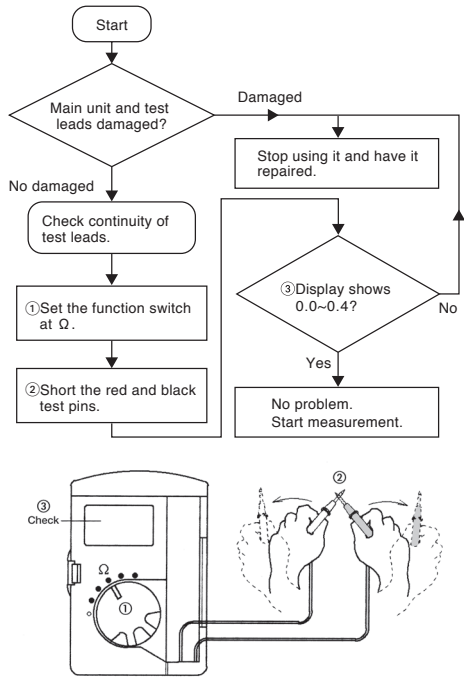 Start
Main unit and test
leads damaged?
Damaged
Stop using it and have it
repaired.
No damaged
Check continuity of
test leads.
①Set the function switch
at Ω.
②Short the red and black
test pins.
③Display shows
0.0~0.4?
No
Yes
No problem.
Start measurement.
③
Check
Ω
①
②